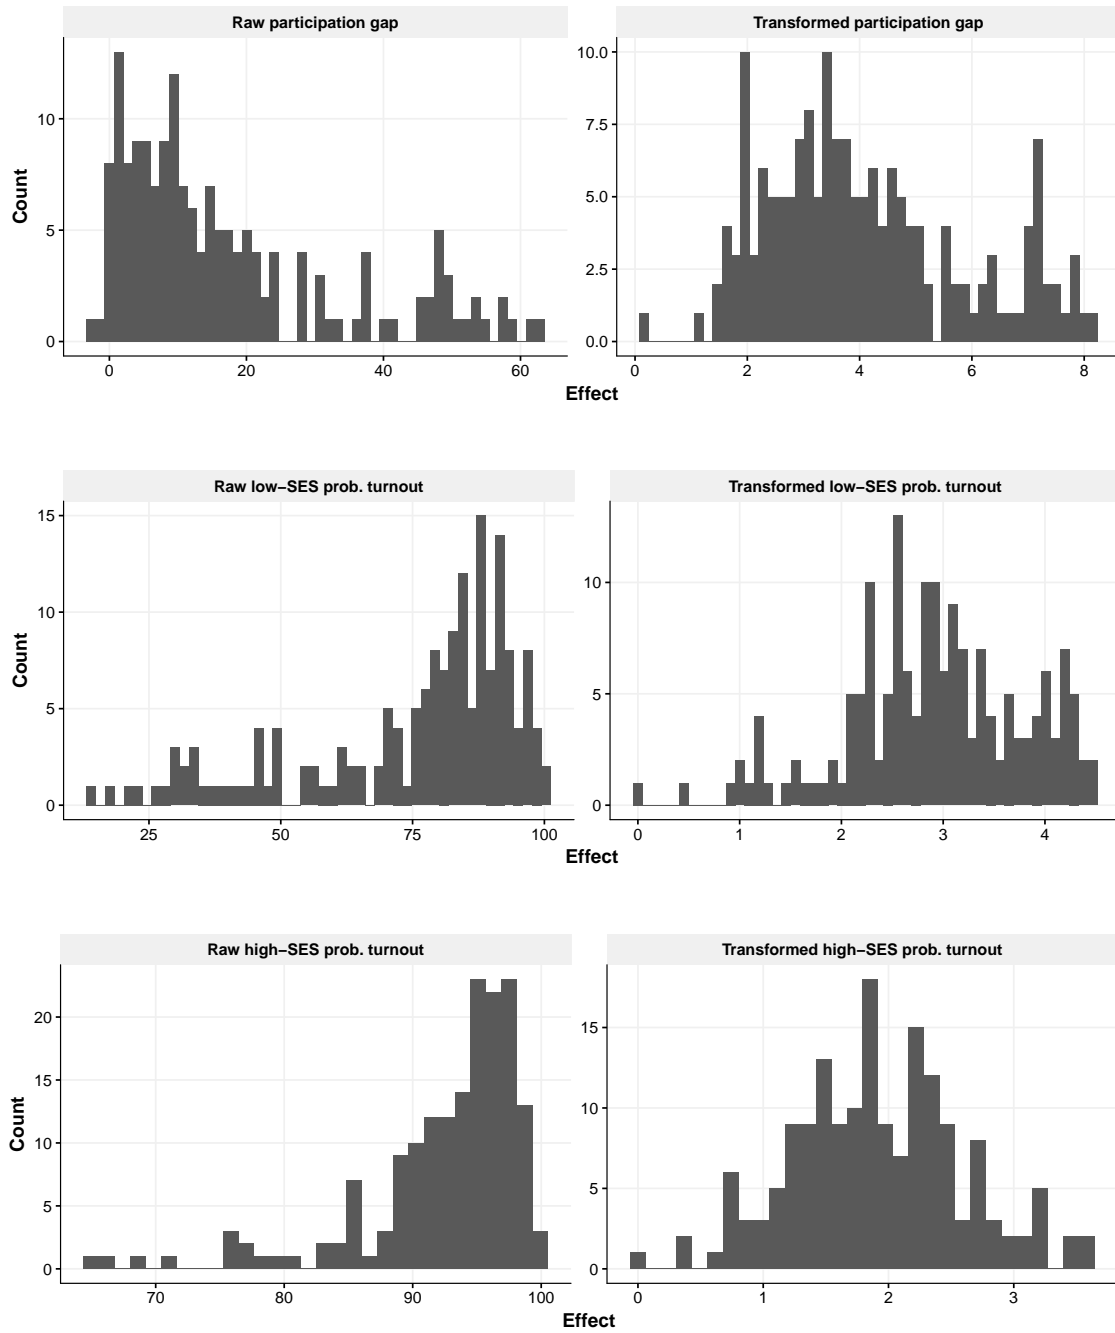 Raw participation gap
Transformed participation gap
Count
10
5
0
0 20 40 60
10.0
7.5
5.0
2.5
0.0
0 2 4 6 8
Effect
Raw low−SES prob. turnout
Transformed low−SES prob. turnout
Count
15
10
5
0
25 50 75 100
10
5
0
0 1 2 3 4
Effect
Raw high−SES prob. turnout
Transformed high−SES prob. turnout
Count
20
15
10
5
0
70 80 90 100
15
10
5
0
0 1 2 3
Effect